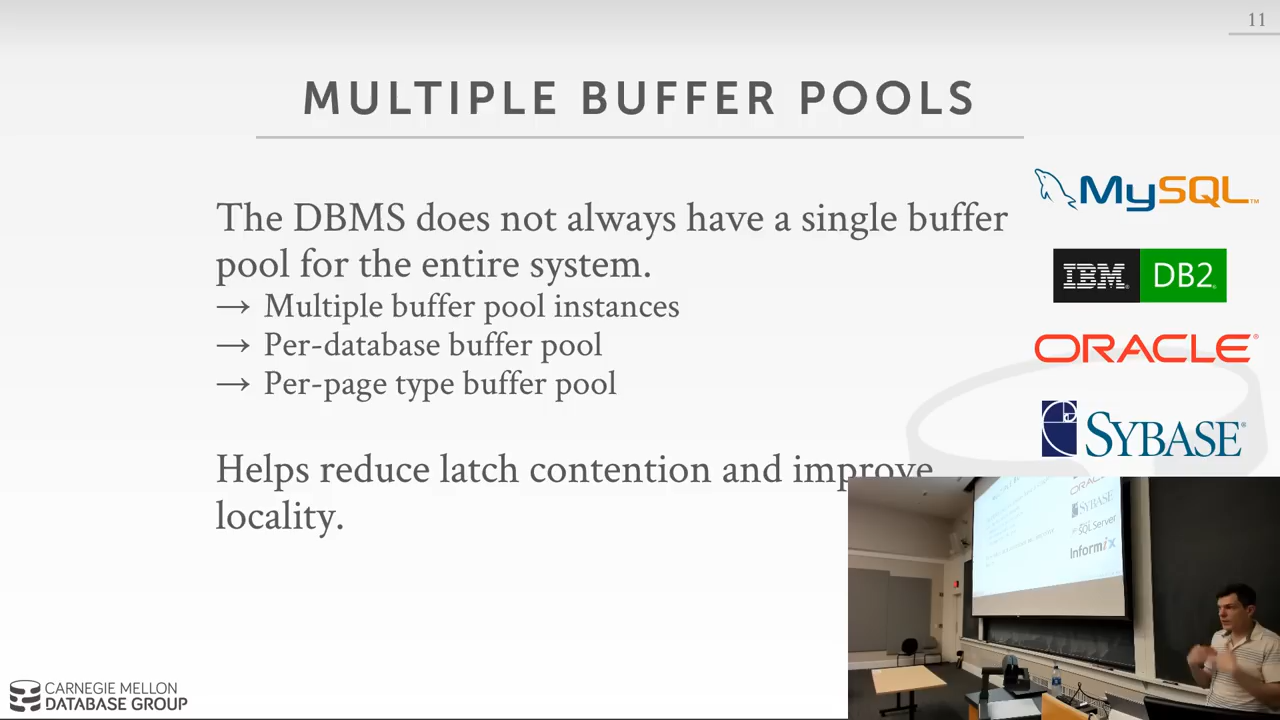 11
MULTIPLE BUFFER POOLS
The DBMS does not always have a single buffer
pool for the entire system.
→ Multiple buffer pool instances
→ Per-database buffer pool
→ Per-page type buffer pool
Helps reduce latch contention and improve
locality.
MySQL™
IBM® DB2®
ORACLE®
SYBASE®
ORACLE
SYBASE
SQL Server
Informix
CARNEGIE MELLON
DATABASE GROUP